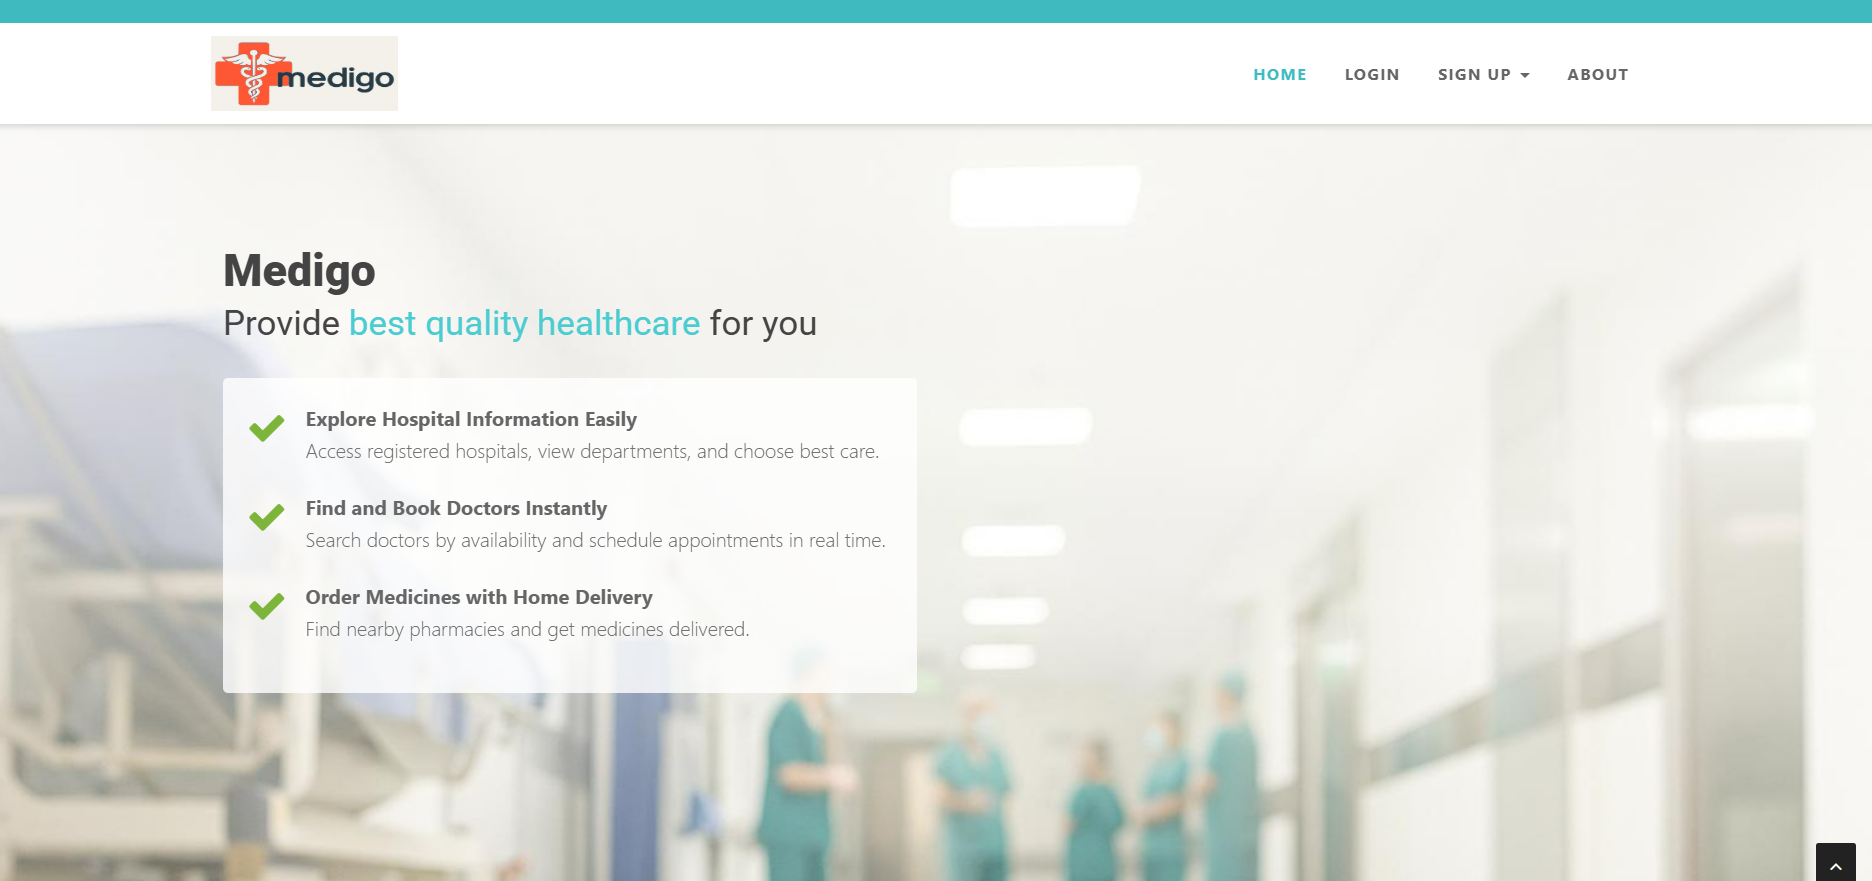 medigo
HOME LOGIN SIGN UP ABOUT
Medigo
Provide best quality healthcare for you
Explore Hospital Information Easily
Access registered hospitals, view departments, and choose best care.
Find and Book Doctors Instantly
Search doctors by availability and schedule appointments in real time.
Order Medicines with Home Delivery
Find nearby pharmacies and get medicines delivered.